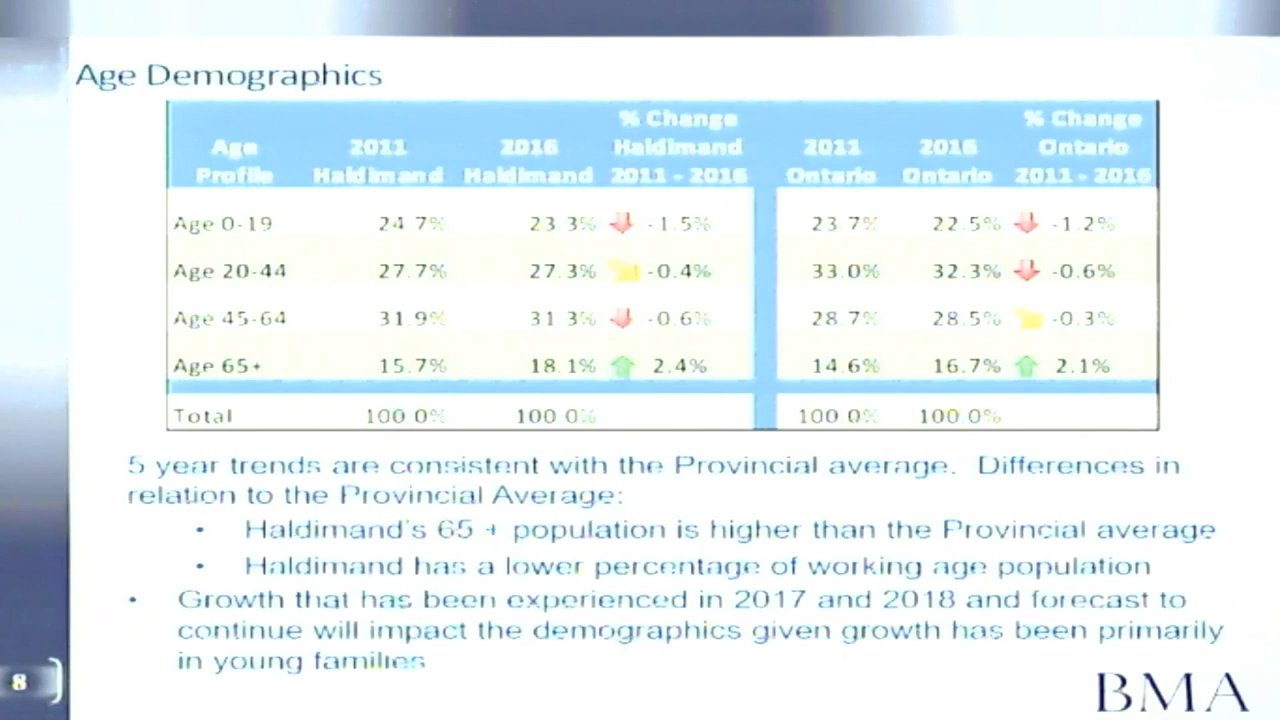 Age Demographics
% Change % Change
Age 2011 2016 Haldimand 2011 2016 Ontario
Profile Haldimand Haldimand 2011 - 2016 Ontario Ontario 2011 - 2016
Age 0-19 24.7% 23.3% -1.5% 23.7% 22.5% -1.2%
Age 20-44 27.7% 27.3% -0.4% 33.0% 32.3% -0.6%
Age 45-64 31.9% 31.3% -0.6% 28.7% 28.5% -0.3%
Age 65+ 15.7% 18.1% 2.4% 14.6% 16.7% 2.1%
Total 100.0% 100.0% 100.0% 100.0%
5 year trends are consistent with the Provincial average. Differences in
relation to the Provincial Average:
• Haldimand's 65 + population is higher than the Provincial average
• Haldimand has a lower percentage of working age population
• Growth that has been experienced in 2017 and 2018 and forecast to
continue will impact the demographics given growth has been primarily
in young families
8
BMA